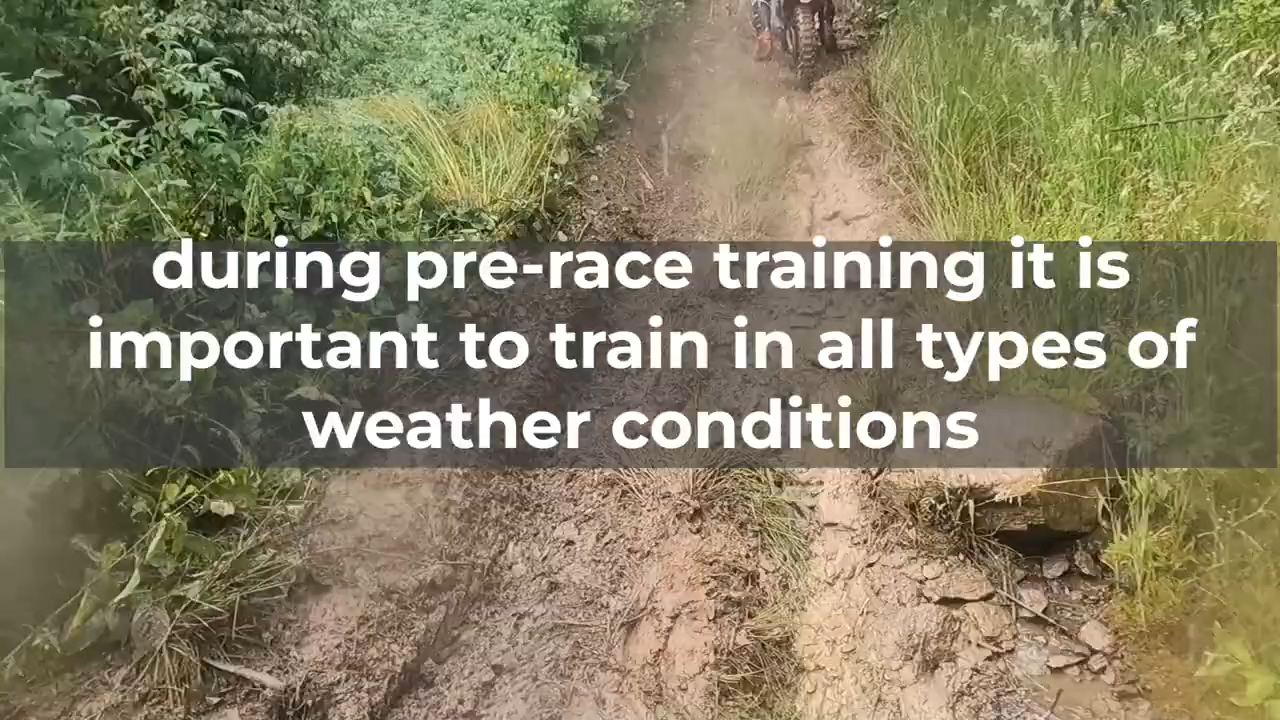 during pre-race training it is
important to train in all types of
weather conditions